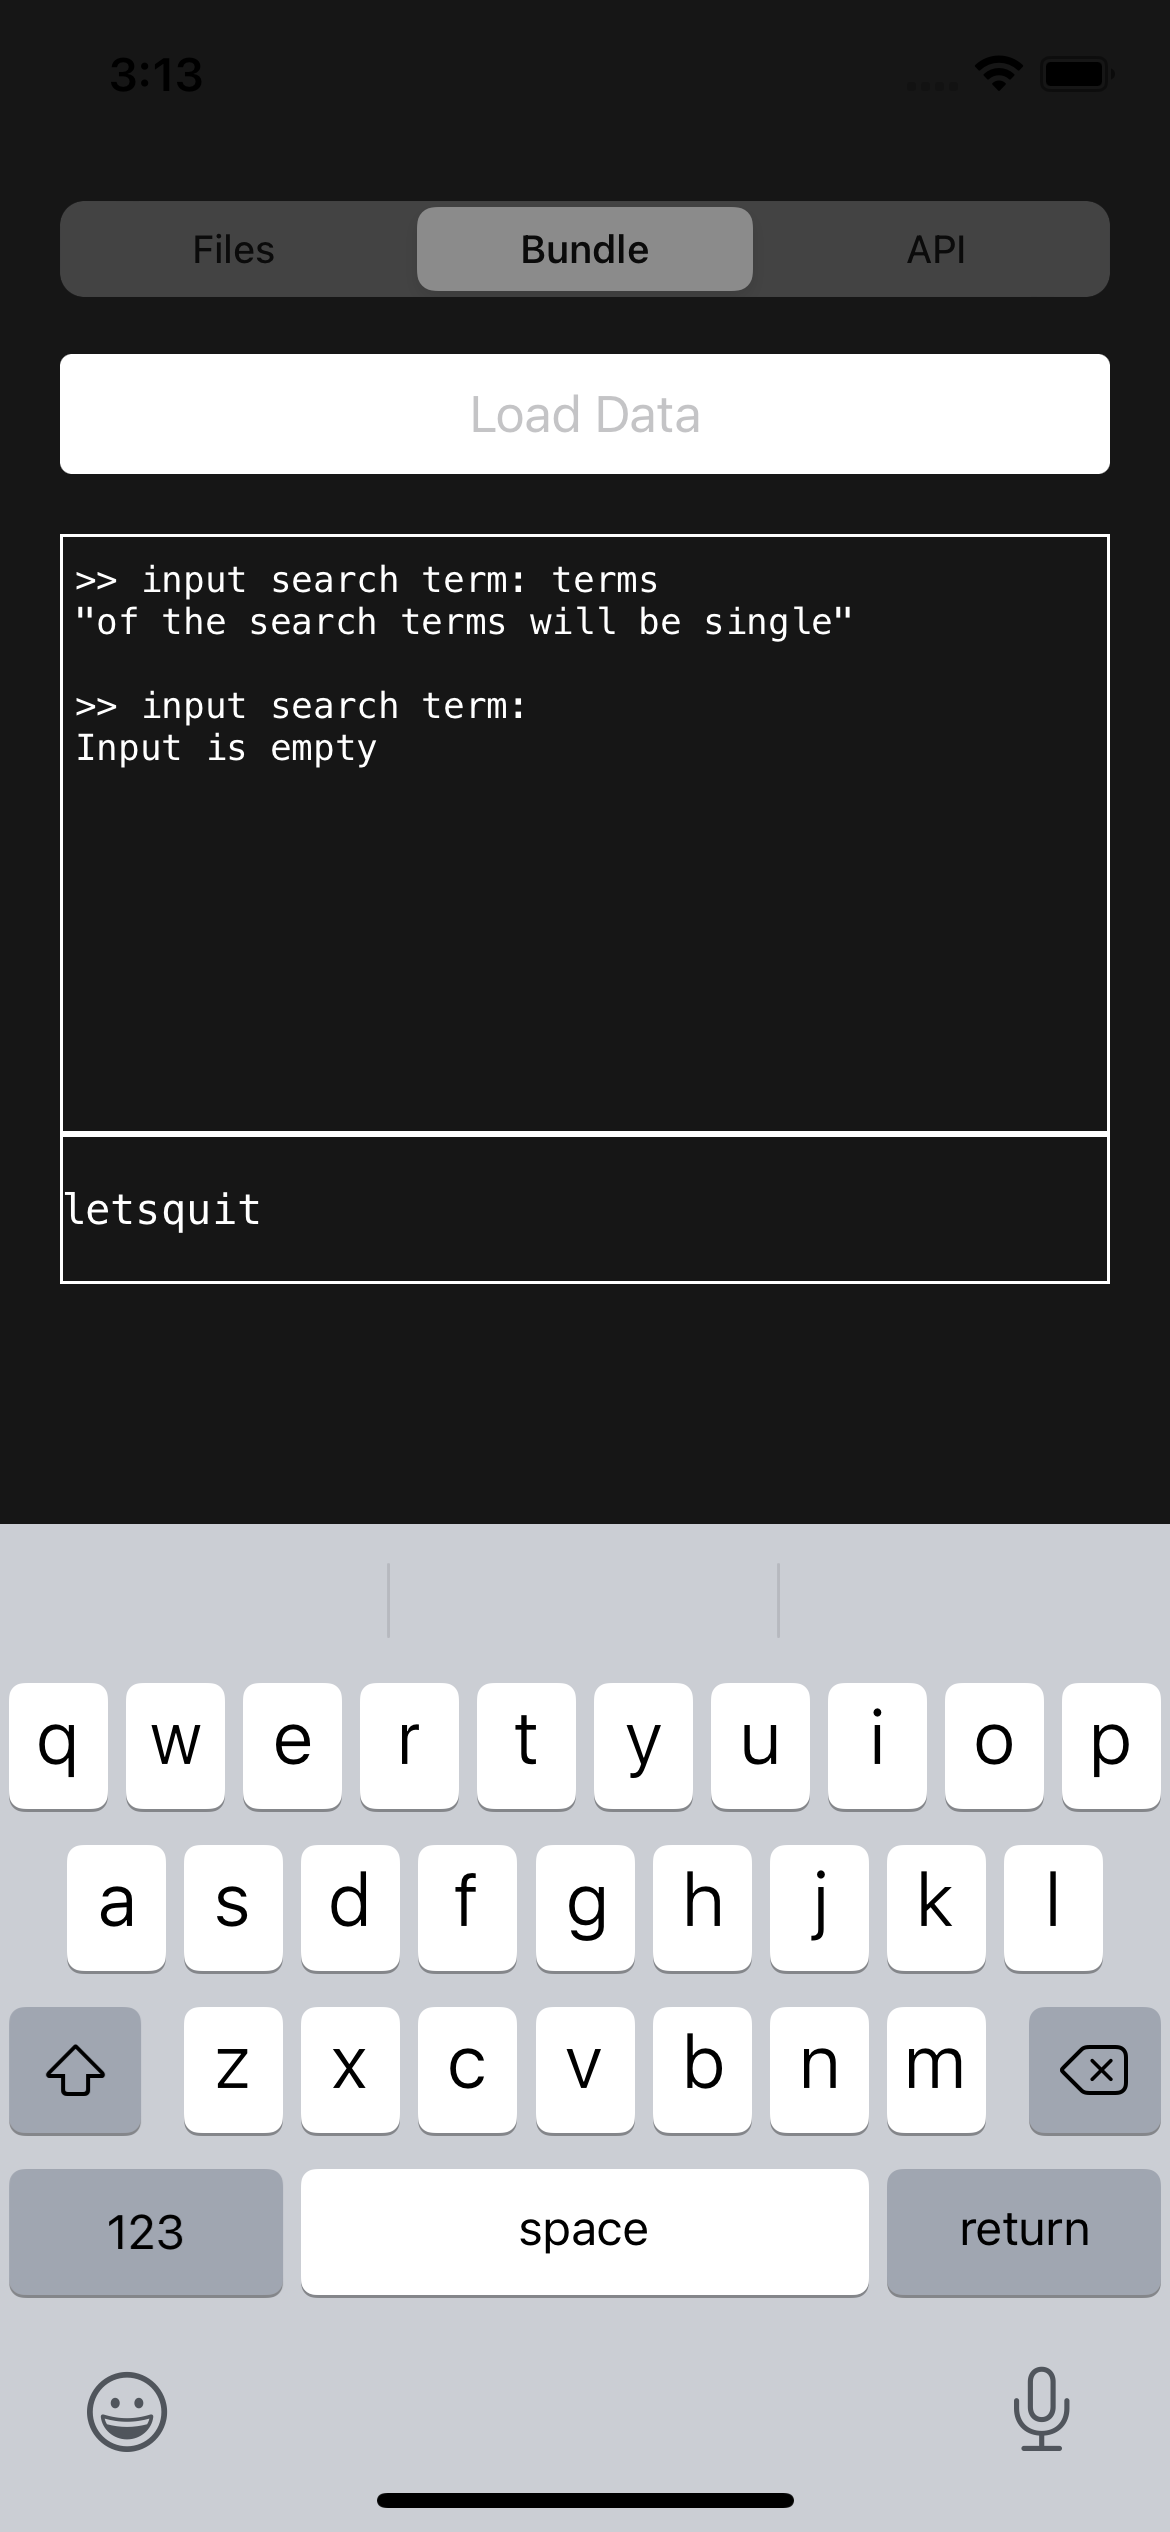 3:13
Files Bundle API
Load Data
>> input search term: terms
"of the search terms will be single"
>> input search term:
Input is empty
letsquit
q w e r t y u i o p
a s d f g h j k l
z x c v b n m
123 space return